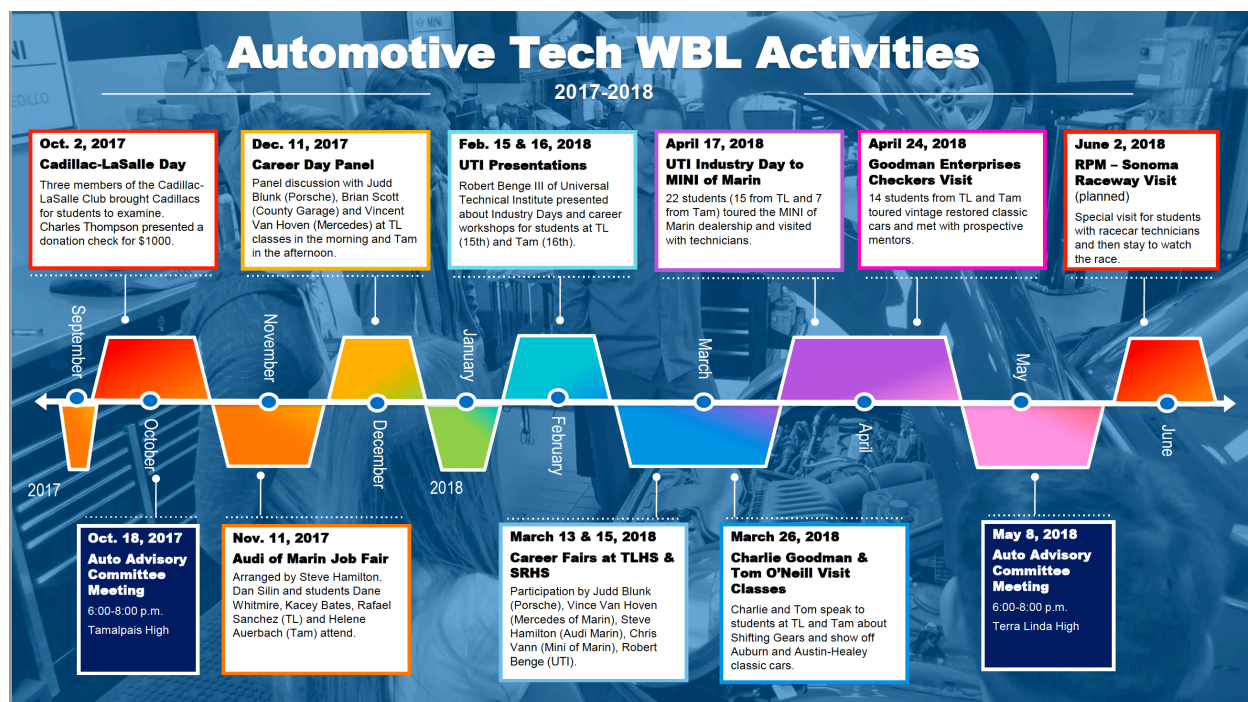 Automotive Tech WBL Activities
2017-2018
Oct. 2, 2017
Cadillac-LaSalle Day
Three members of the Cadillac-
LaSalle Club brought Cadillacs
for students to examine.
Charles Thompson presented a
donation check for $1000.
Dec. 11, 2017
Career Day Panel
Panel discussion with Judd
Blunk (Porsche), Brian Scott
(County Garage) and Vincent
Van Hoven (Mercedes) at TL
classes in the morning and Tam
in the afternoon.
Feb. 15 & 16, 2018
UTI Presentations
Robert Benge III of Universal
Technical Institute presented
about Industry Days and career
workshops for students at TL
(15th) and Tam (16th).
April 17, 2018
UTI Industry Day to
MINI of Marin
22 students (15 from TL and 7
from Tam) toured the MINI of
Marin dealership and visited
with technicians.
April 24, 2018
Goodman Enterprises
Checkers Visit
14 students from TL and Tam
toured vintage restored classic
cars and met with prospective
mentors.
June 2, 2018
RPM – Sonoma
Raceway Visit
(planned)
Special visit for students
with racecar technicians
and then stay to watch
the race.
September
October
November
December
January
February
March
April
May
June
2017
2018
Oct. 18, 2017
Auto Advisory
Committee
Meeting
6:00-8:00 p.m.
Tamalpais High
Nov. 11, 2017
Audi of Marin Job Fair
Arranged by Steve Hamilton.
Dan Silin and students Dane
Whitmire, Kacey Bates, Rafael
Sanchez (TL) and Helene
Auerbach (Tam) attend.
March 13 & 15, 2018
Career Fairs at TLHS &
SRHS
Participation by Judd Blunk
(Porsche), Vince Van Hoven
(Mercedes of Marin), Steve
Hamilton (Audi Marin), Chris
Vann (Mini of Marin), Robert
Benge (UTI).
March 26, 2018
Charlie Goodman &
Tom O’Neill Visit
Classes
Charlie and Tom speak to
students at TL and Tam about
Shifting Gears and show off
Auburn and Austin-Healey
classic cars.
May 8, 2018
Auto Advisory
Committee
Meeting
6:00-8:00 p.m.
Terra Linda High